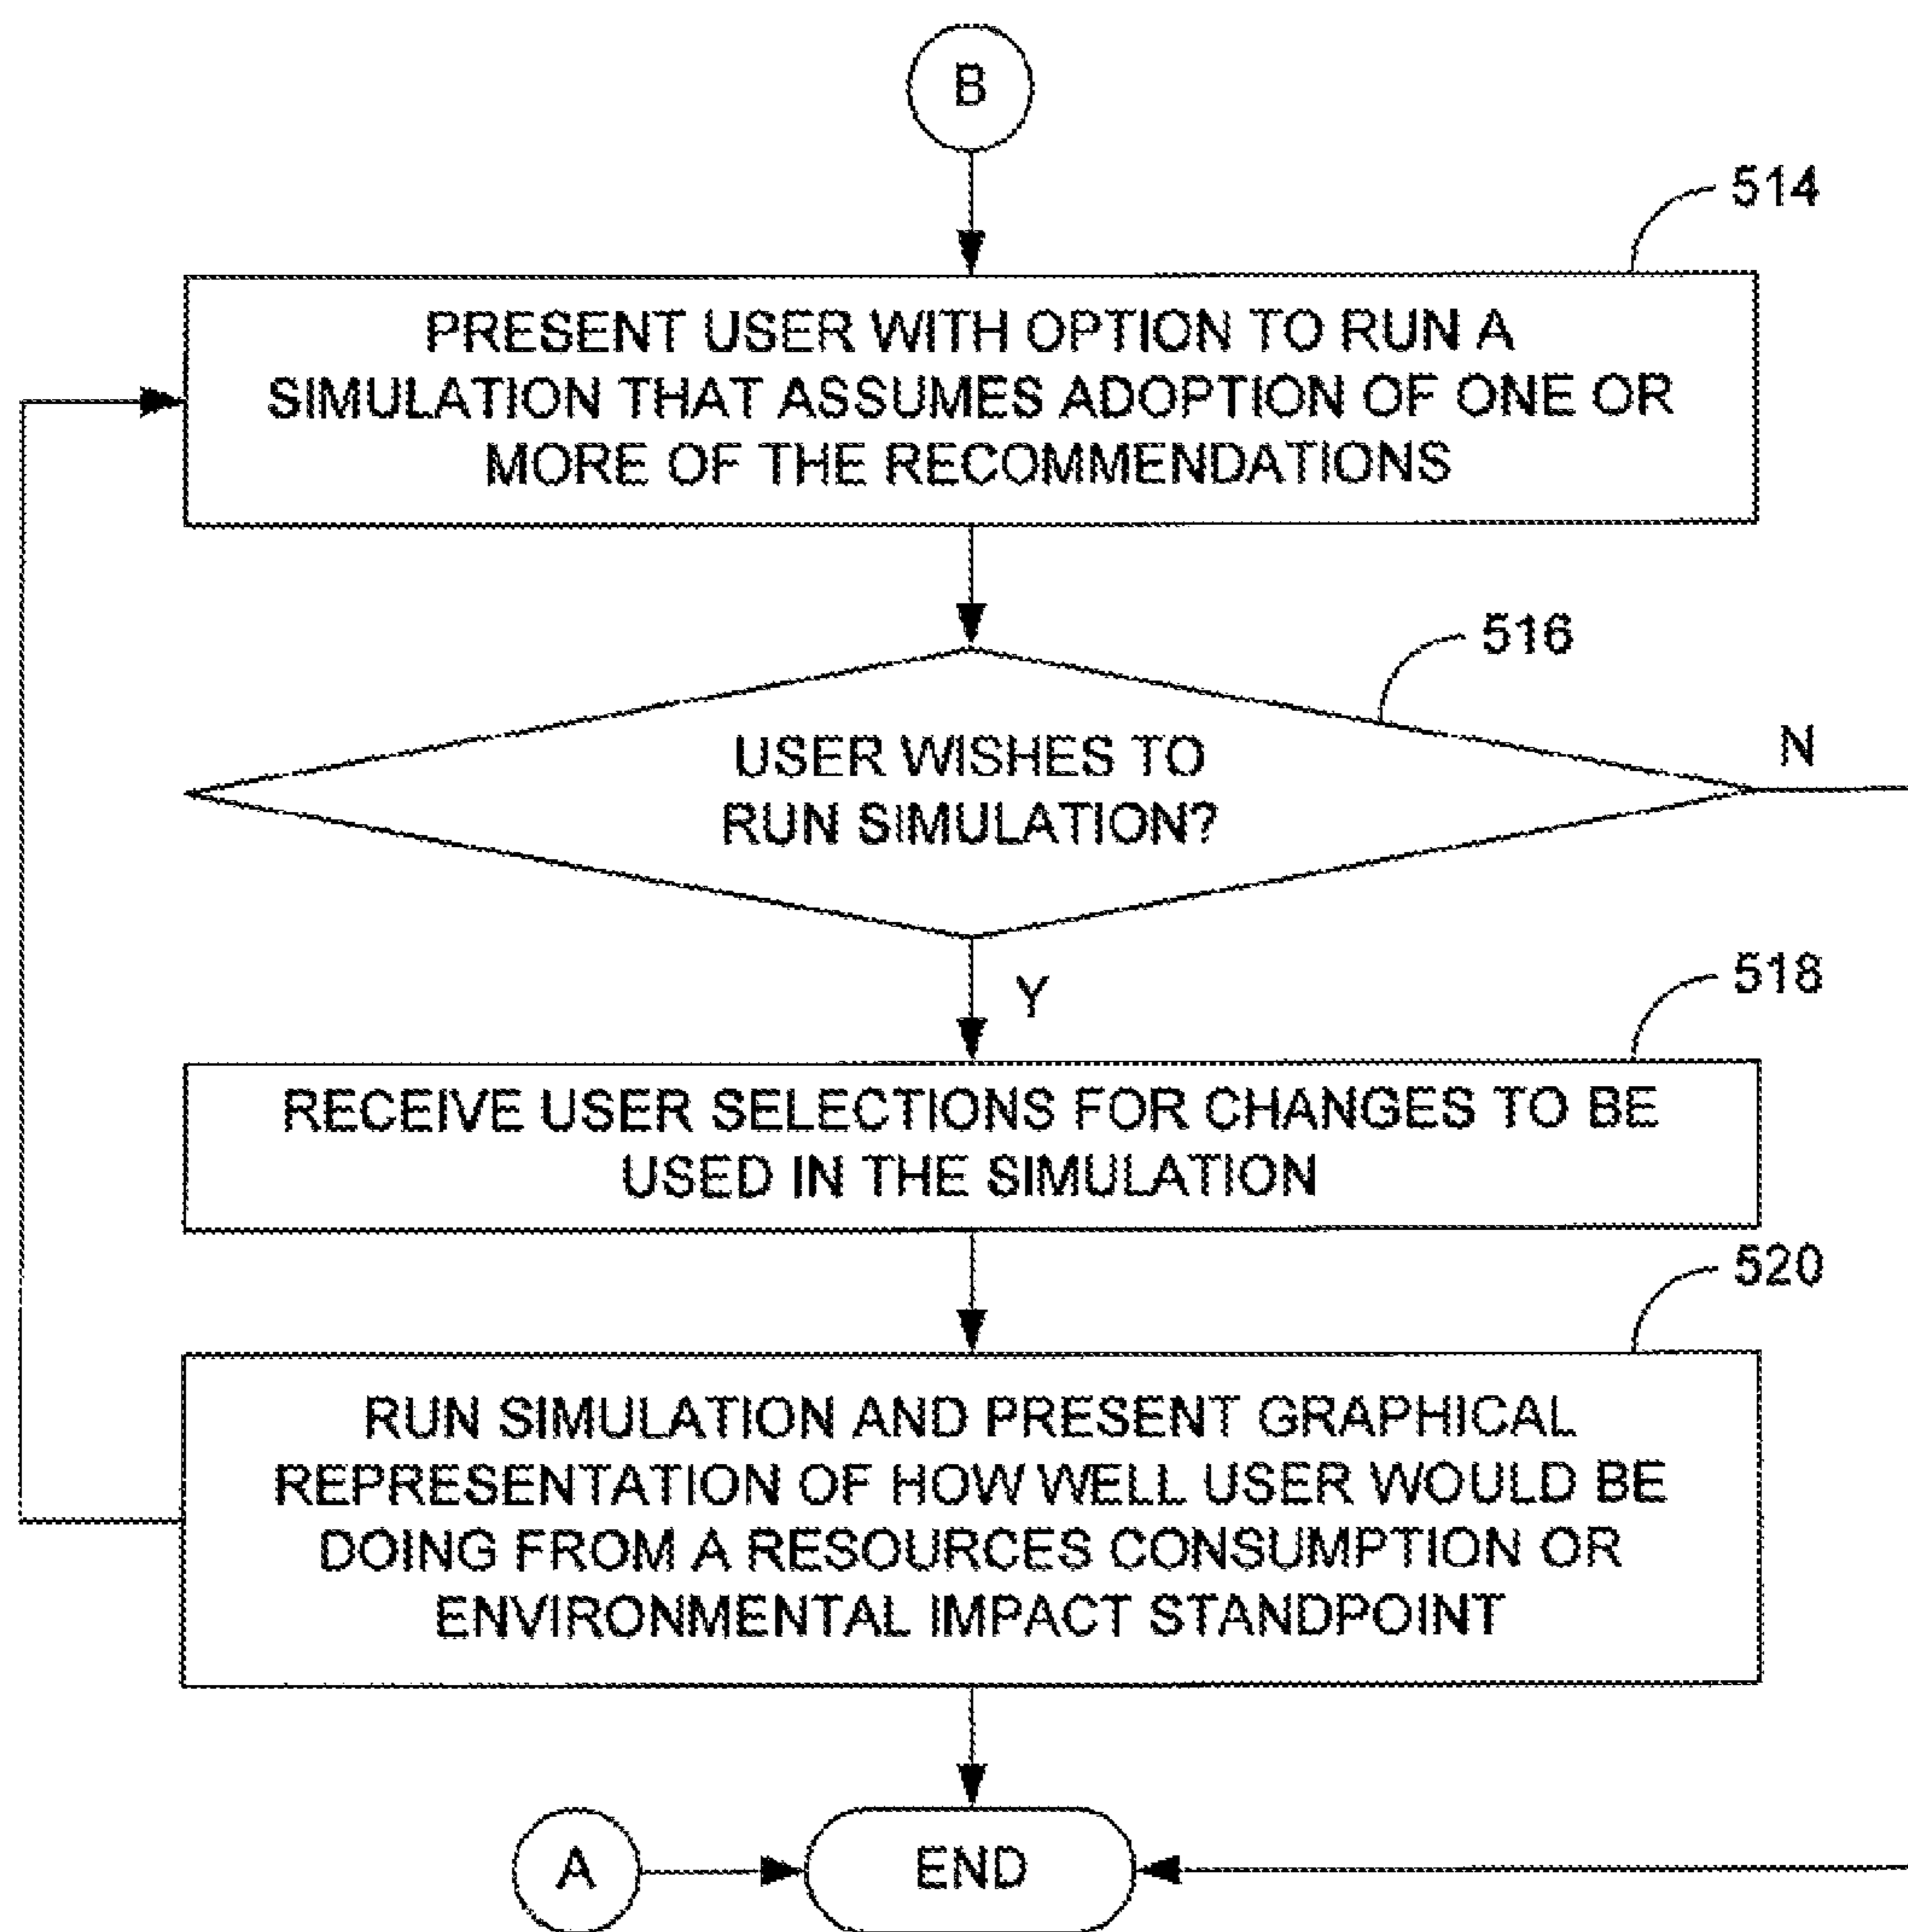 B
514
PRESENT USER WITH OPTION TO RUN A
SIMULATION THAT ASSUMES ADOPTION OF ONE OR
MORE OF THE RECOMMENDATIONS
516
USER WISHES TO
RUN SIMULATION?
N
Y
518
RECEIVE USER SELECTIONS FOR CHANGES TO BE
USED IN THE SIMULATION
520
RUN SIMULATION AND PRESENT GRAPHICAL
REPRESENTATION OF HOW WELL USER WOULD BE
DOING FROM A RESOURCES CONSUMPTION OR
ENVIRONMENTAL IMPACT STANDPOINT
A
END